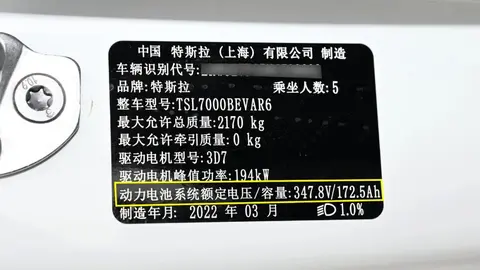 中国 特斯拉(上海)有限公司 制造
车辆识别代号:
品牌:特斯拉 乘坐人数:5
整车型号:TSL7000BEVAR6
最大允许总质量:2170 kg
最大允许牵引质量:0 kg
驱动电机型号:3D7
驱动电机峰值功率:194kW
动力电池系统额定电压/容量:347.8V/172.5Ah
制造年月:2022 年 03 月 1.0%